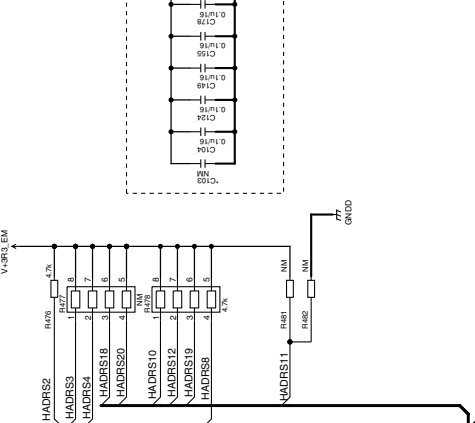 0.1u/16
C178
0.1u/16
C155
0.1u/16
C149
0.1u/16
C124
0.1u/16
C104
NM
*C103
V+3R3_EM
GNDD
4.7k
8
7
6
5
8
7
6
5
NM
NM
R476
R477
NM
R478
4.7k
R481
R482
1
2
3
4
1
2
3
4
HADRS2
HADRS3
HADRS4
HADRS18
HADRS20
HADRS10
HADRS12
HADRS19
HADRS8
HADRS11